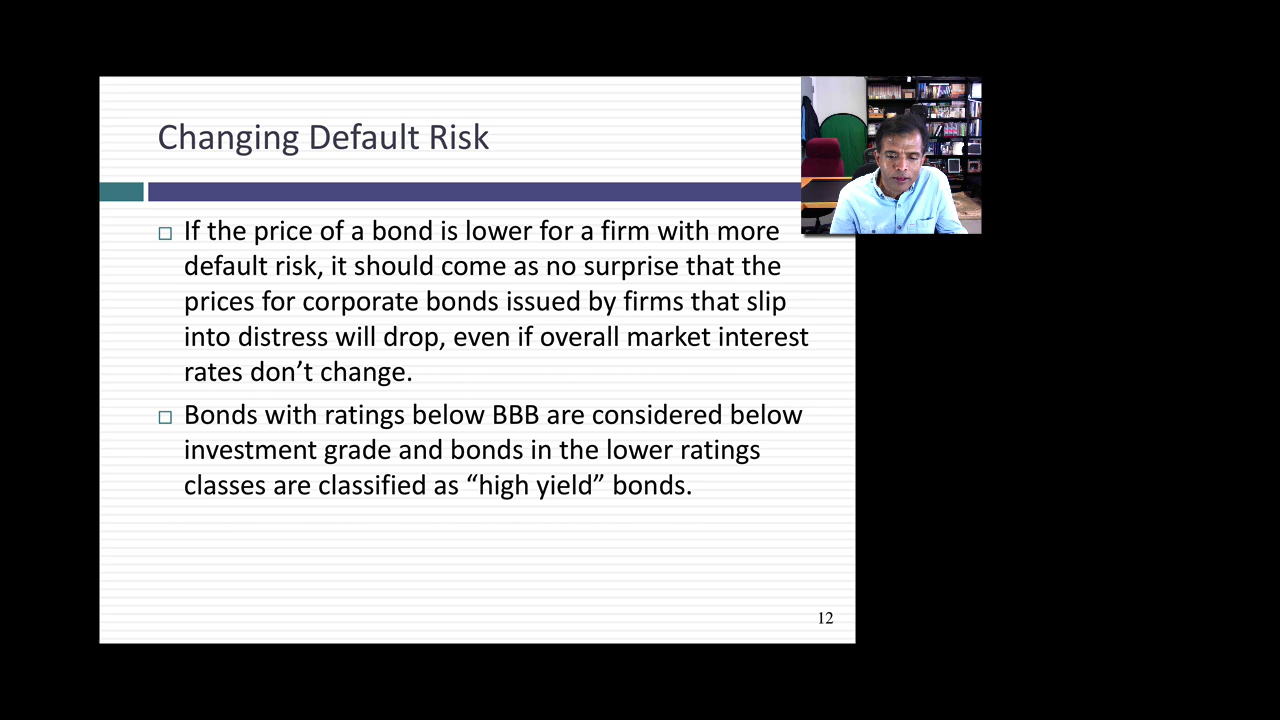 Changing Default Risk
If the price of a bond is lower for a firm with more
default risk, it should come as no surprise that the
prices for corporate bonds issued by firms that slip
into distress will drop, even if overall market interest
rates don’t change.
Bonds with ratings below BBB are considered below
investment grade and bonds in the lower ratings
classes are classified as “high yield” bonds.
12